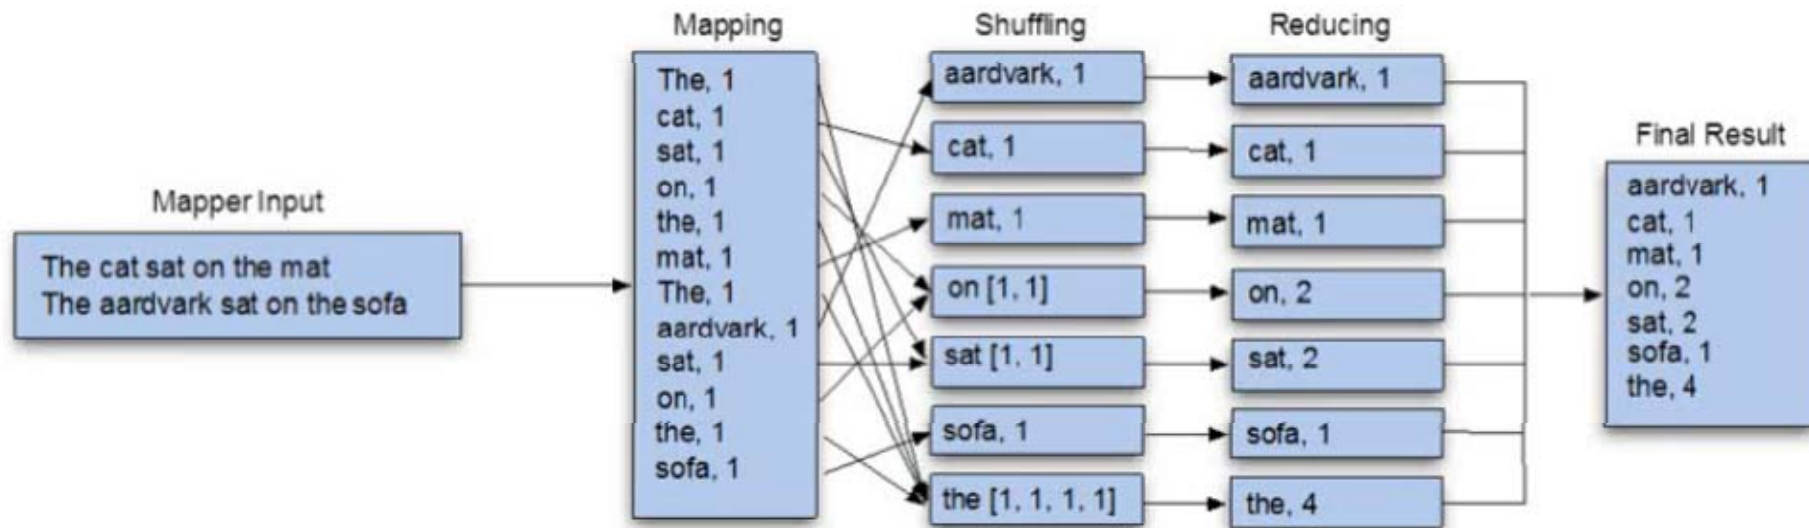 Mapper Input
The cat sat on the mat
The aardvark sat on the sofa
Mapping
The, 1
cat, 1
sat, 1
on, 1
the, 1
mat, 1
The, 1
aardvark, 1
sat, 1
on, 1
the, 1
sofa, 1
Shuffling
aardvark, 1
cat, 1
mat, 1
on [1, 1]
sat [1, 1]
sofa, 1
the [1, 1, 1, 1]
Reducing
aardvark, 1
cat, 1
mat, 1
on, 2
sat, 2
sofa, 1
the, 4
Final Result
aardvark, 1
cat, 1
mat, 1
on, 2
sat, 2
sofa, 1
the, 4